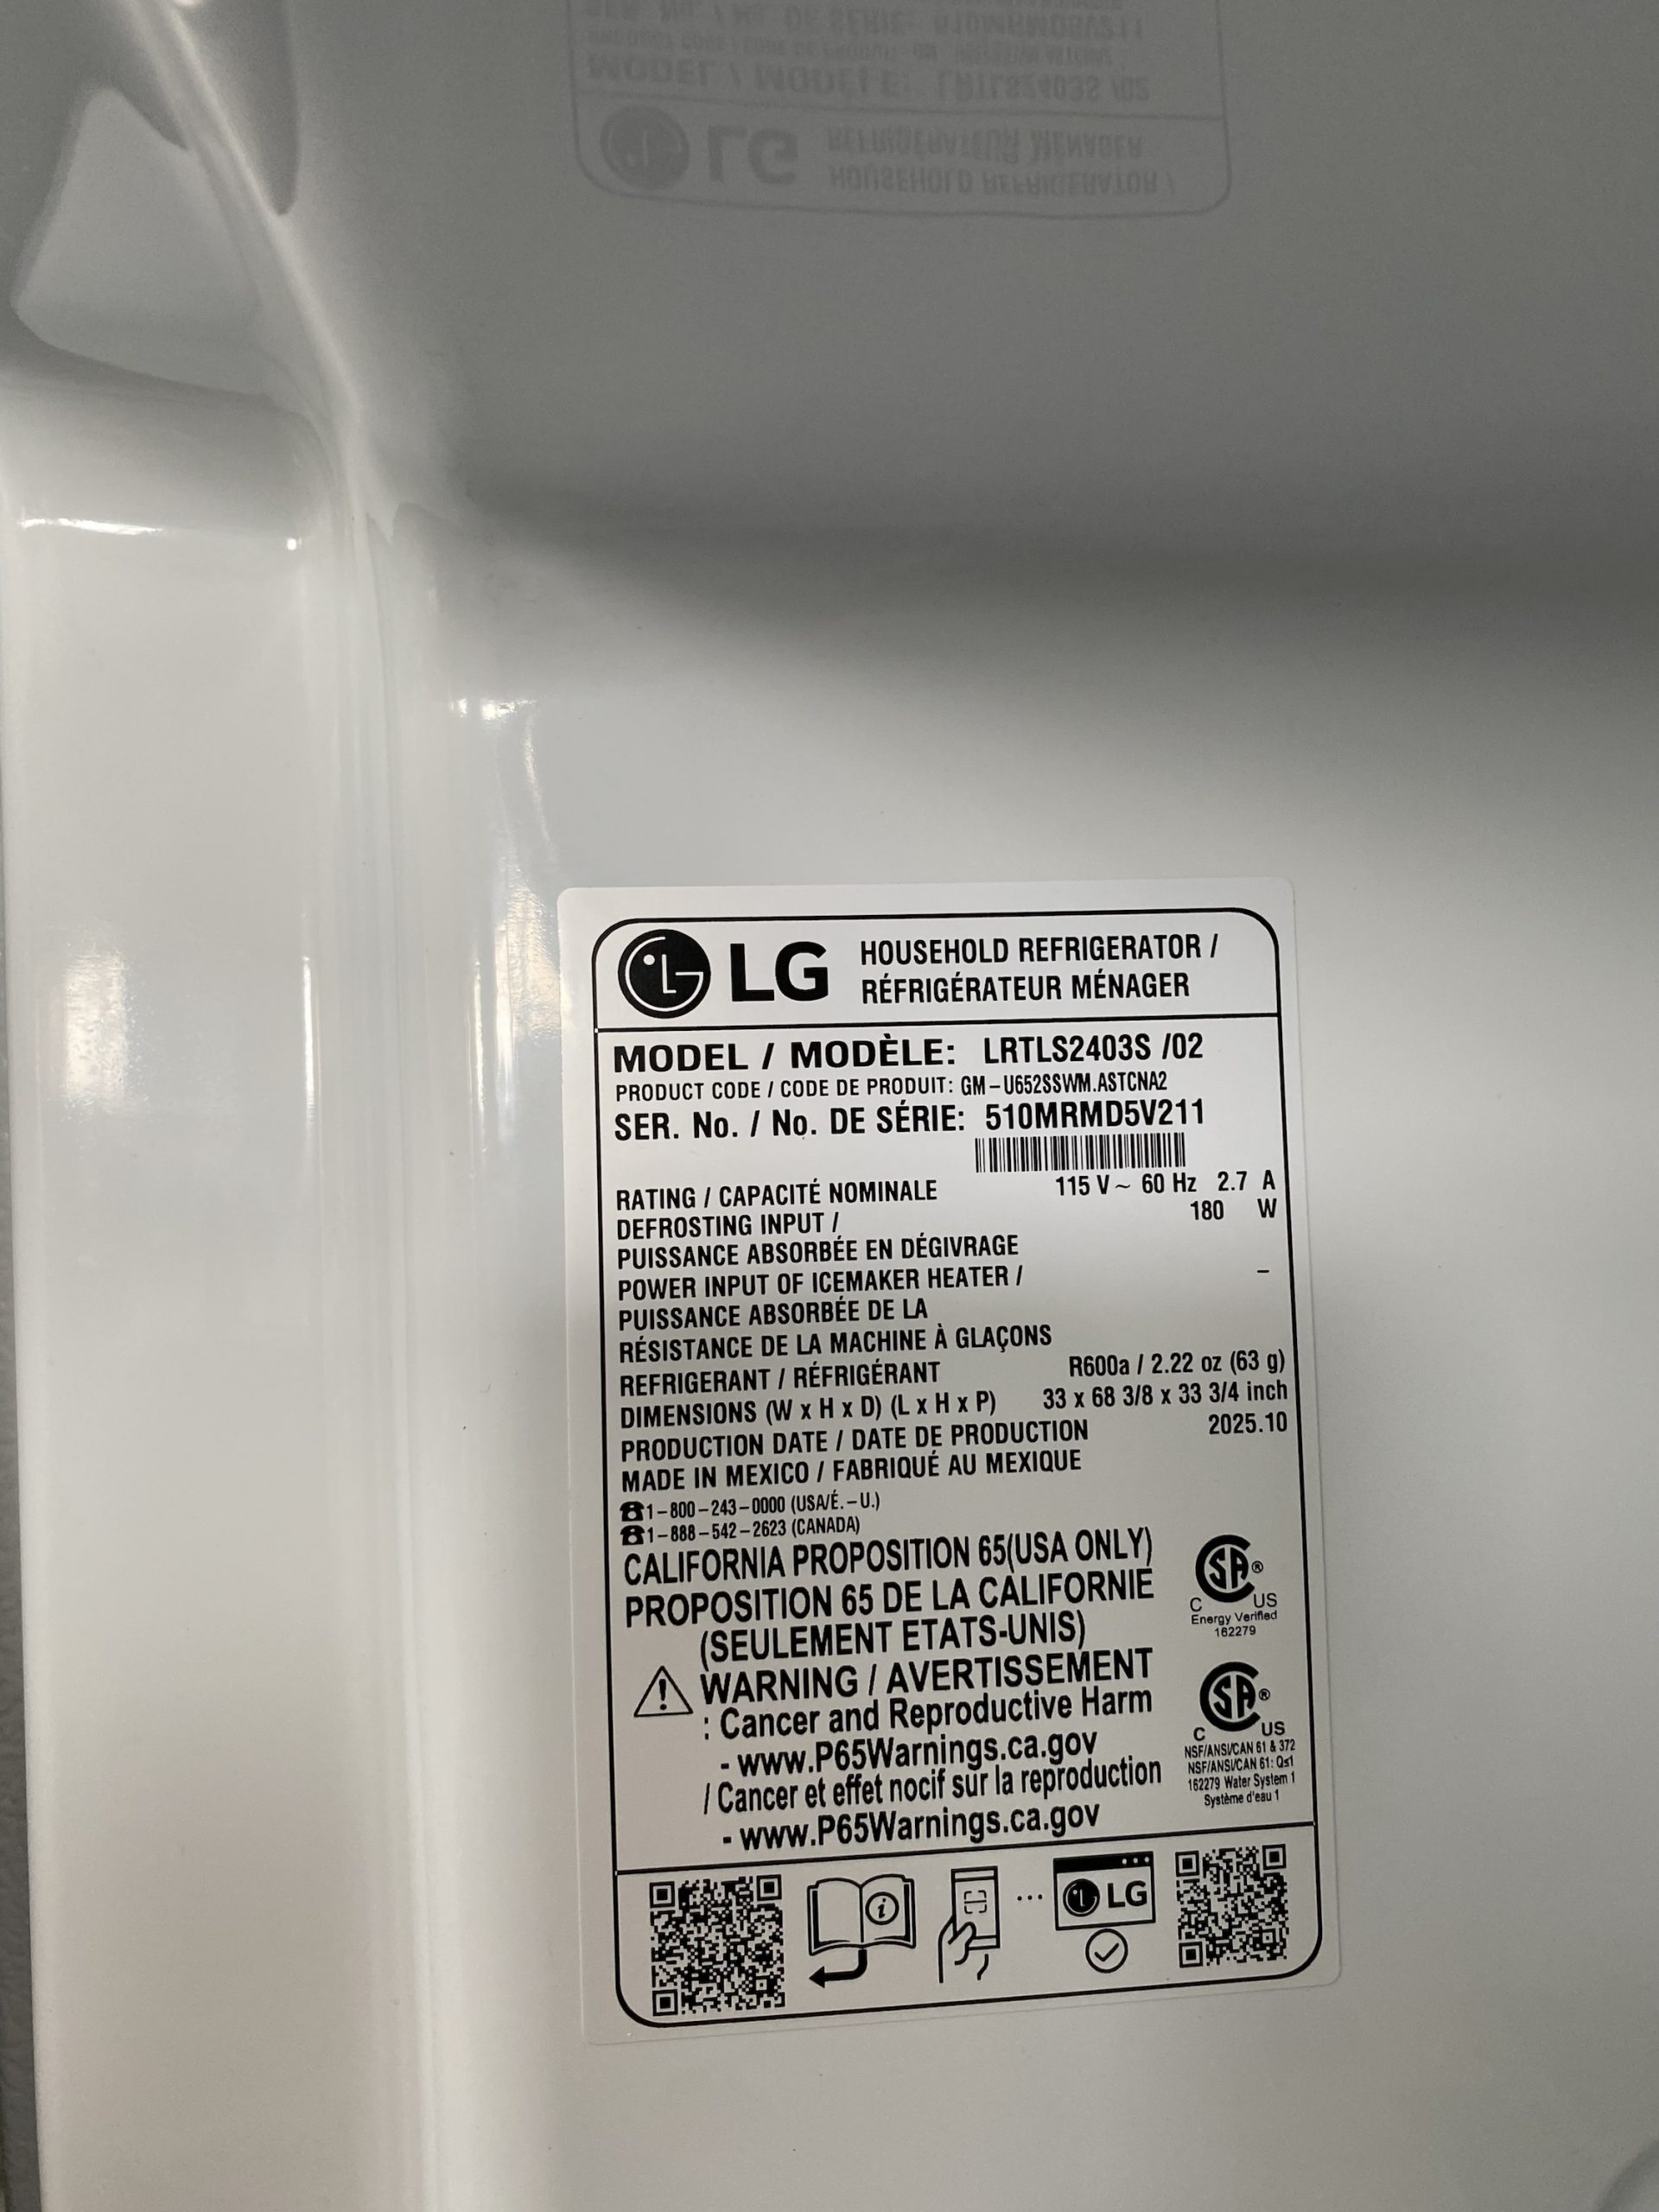 LG HOUSEHOLD REFRIGERATOR /
RÉFRIGÉRATEUR MÉNAGER
MODEL / MODÈLE: LRTLS2403S /02
PRODUCT CODE / CODE DE PRODUIT: GM-U652SSWM.ASTCNA2
SER. No. / No. DE SÉRIE: 510MRMD5V211
RATING / CAPACITÉ NOMINALE 115 V~ 60 Hz 2.7 A
DEFROSTING INPUT / 180 W
PUISSANCE ABSORBÉE EN DÉGIVRAGE
POWER INPUT OF ICEMAKER HEATER / –
PUISSANCE ABSORBÉE DE LA
RÉSISTANCE DE LA MACHINE À GLAÇONS
REFRIGERANT / RÉFRIGÉRANT R600a / 2.22 oz (63 g)
DIMENSIONS (W x H x D) (L x H x P) 33 x 68 3/8 x 33 3/4 inch
PRODUCTION DATE / DATE DE PRODUCTION 2025.10
MADE IN MEXICO / FABRIQUÉ AU MEXIQUE
☎1-800-243-0000 (USA/É.-U.)
☎1-888-542-2623 (CANADA)
CALIFORNIA PROPOSITION 65(USA ONLY)
PROPOSITION 65 DE LA CALIFORNIE
(SEULEMENT ETATS-UNIS)
WARNING / AVERTISSEMENT
: Cancer and Reproductive Harm
- www.P65Warnings.ca.gov
/ Cancer et effet nocif sur la reproduction
- www.P65Warnings.ca.gov
SA®
C US
Energy Verified
162279
SA®
C US
NSF/ANSI/CAN 61 & 372
NSF/ANSI/CAN 61: Q≤1
162279 Water System 1
Système d'eau 1
LG